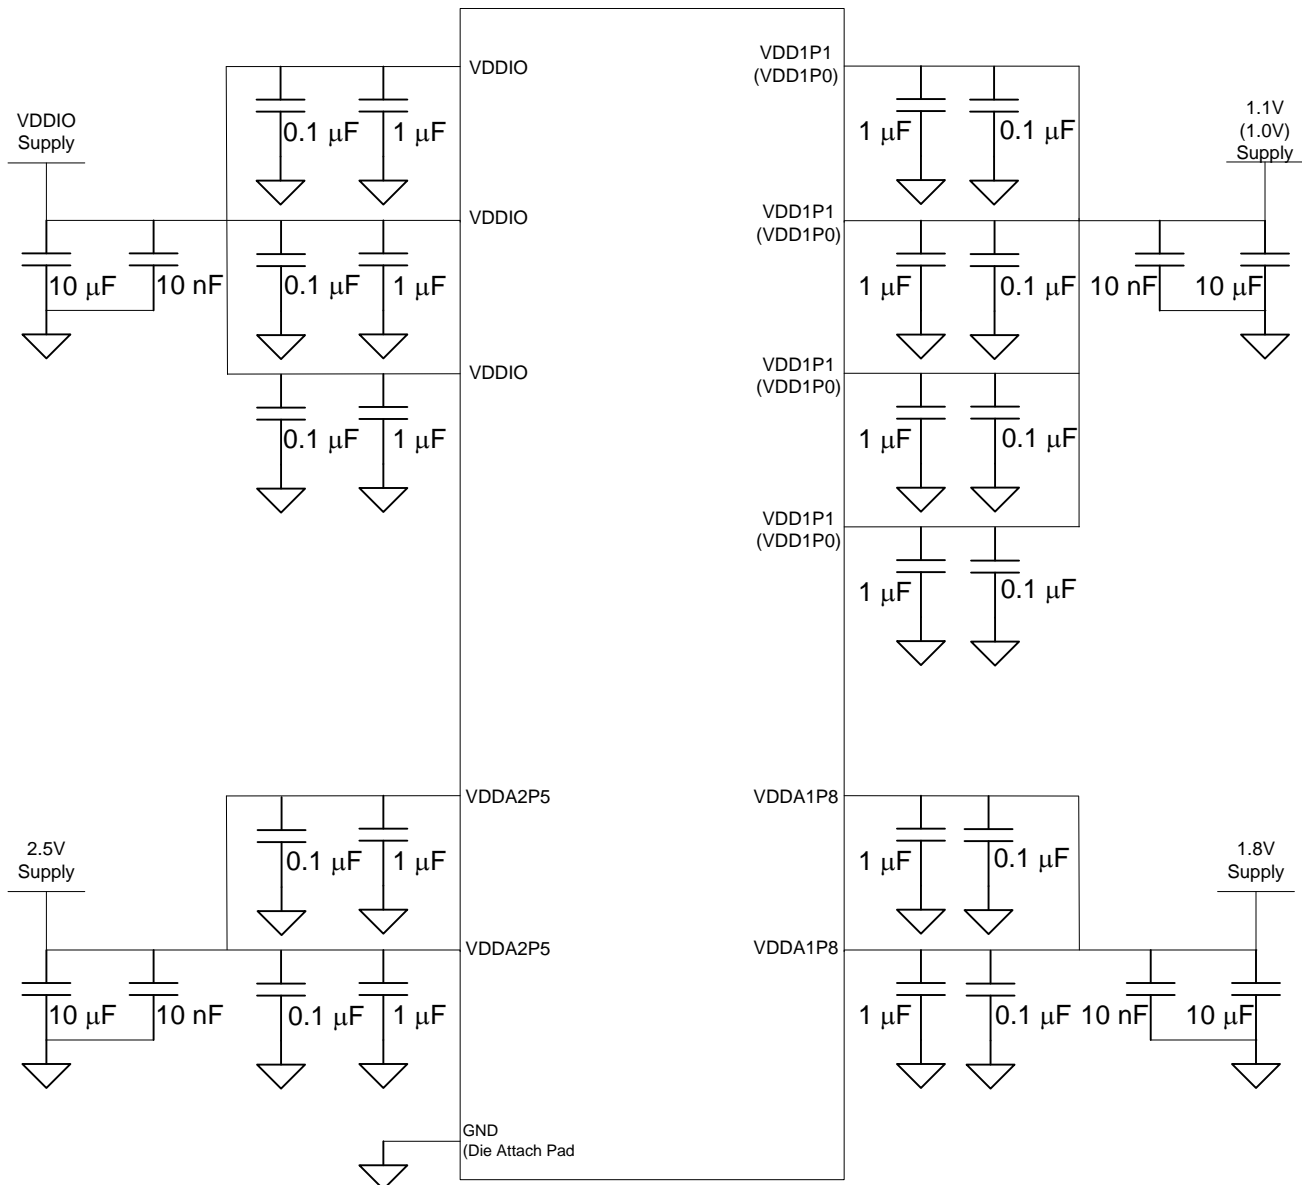 VDDIO
VDD1P1
(VDD1P0)
0.1 μF
1 μF
1 μF
0.1 μF
VDDIO
Supply
1.1V
(1.0V)
Supply
VDDIO
VDD1P1
(VDD1P0)
10 μF
10 nF
0.1 μF
1 μF
1 μF
0.1 μF
10 nF
10 μF
VDDIO
VDD1P1
(VDD1P0)
0.1 μF
1 μF
1 μF
0.1 μF
VDD1P1
(VDD1P0)
1 μF
0.1 μF
VDDA2P5
VDDA1P8
0.1 μF
1 μF
1 μF
0.1 μF
2.5V
Supply
1.8V
Supply
VDDA2P5
VDDA1P8
10 μF
10 nF
0.1 μF
1 μF
1 μF
0.1 μF
10 nF
10 μF
GND
(Die Attach Pad